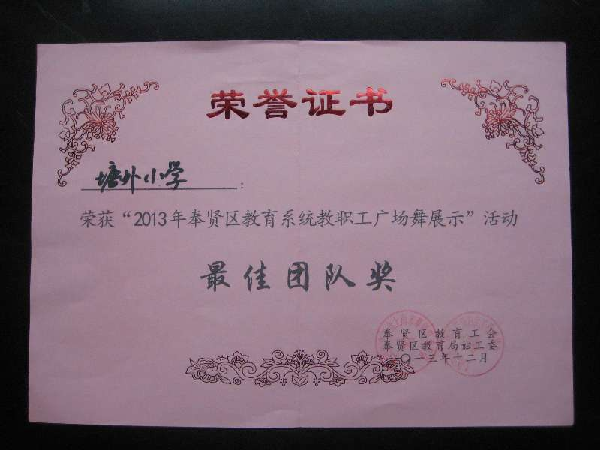 荣誉证书
塘外小学：
荣获“2013年奉贤区教育系统教职工广场舞展示”活动
最佳团队奖
奉贤区教育工会
奉贤区教育局妇工委
二〇一三年一二月